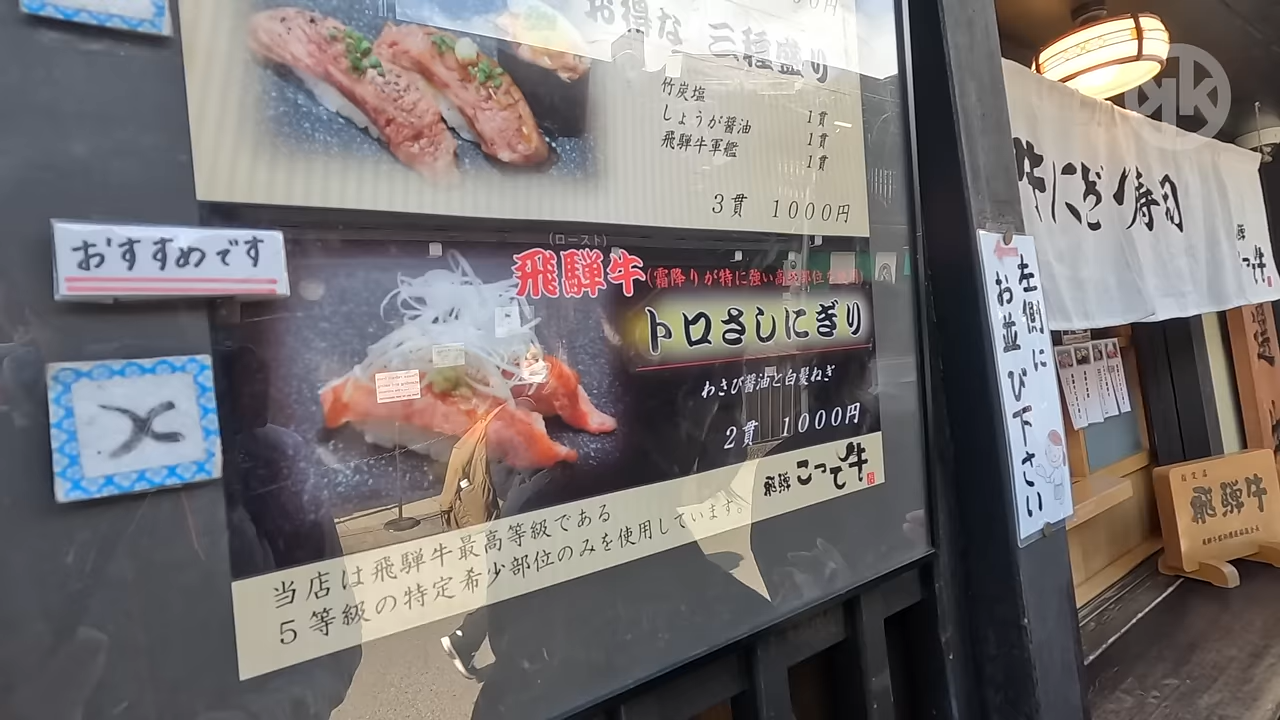 お得な 三種盛り
竹炭塩 1貫
しょうが醤油 1貫
飛騨牛軍艦 1貫
3貫 1000円
おすすめです
(ロースト)
飛騨牛(霜降りが特に強い
トロさしにぎり
わさび醤油と白髪ねぎ
2貫 1000円
飛騨 こって牛
当店は飛騨牛最高等級である
5等級の特定希少部位のみを使用しています。
左側に
お並び下さい
牛にぎり寿司
こって牛
飛騨牛
kk